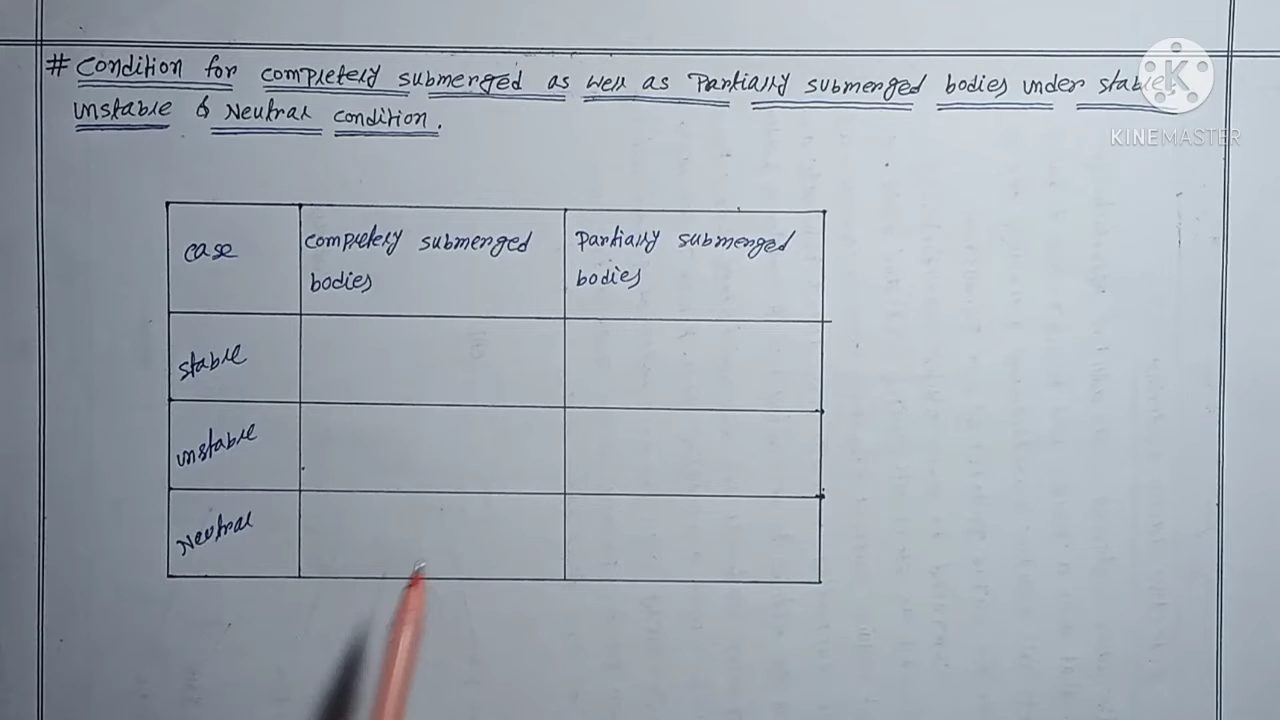 # Condition for completely submerged as well as Partially submerged bodies under stable
unstable & Neutral condition.
KINEMASTER
case
completely submerged
bodies
Partially submerged
bodies
stable
unstable
Neutral